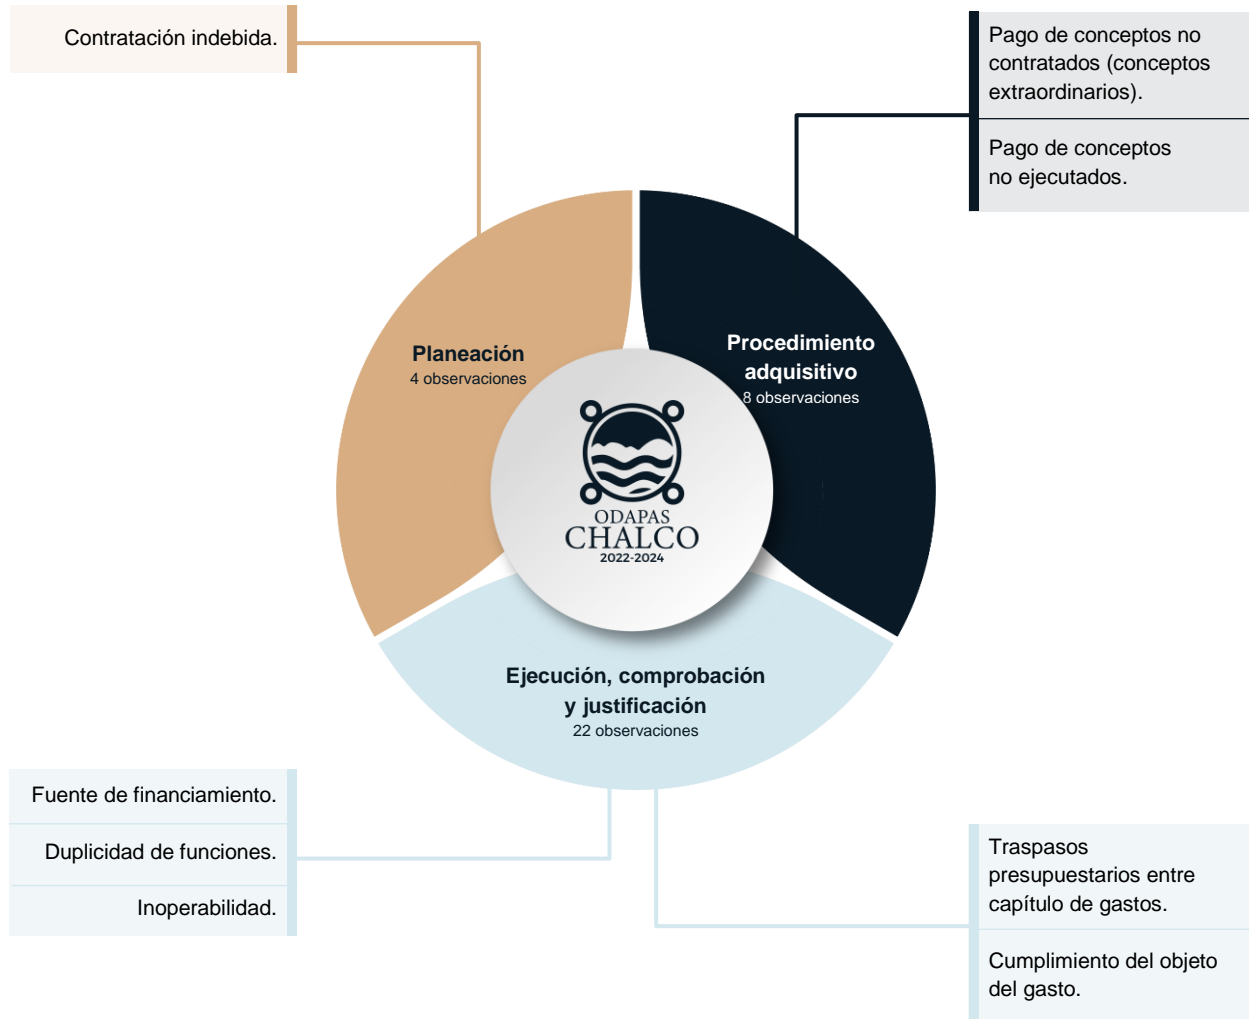 Contratación indebida.
Pago de conceptos no
contratados (conceptos
extraordinarios).
Pago de conceptos
no ejecutados.
Planeación
4 observaciones
Procedimiento
adquisitivo
8 observaciones
ODAPAS
CHALCO
2022-2024
Ejecución, comprobación
y justificación
22 observaciones
Fuente de financiamiento.
Duplicidad de funciones.
Inoperabilidad.
Traspasos
presupuestarios entre
capítulo de gastos.
Cumplimiento del objeto
del gasto.